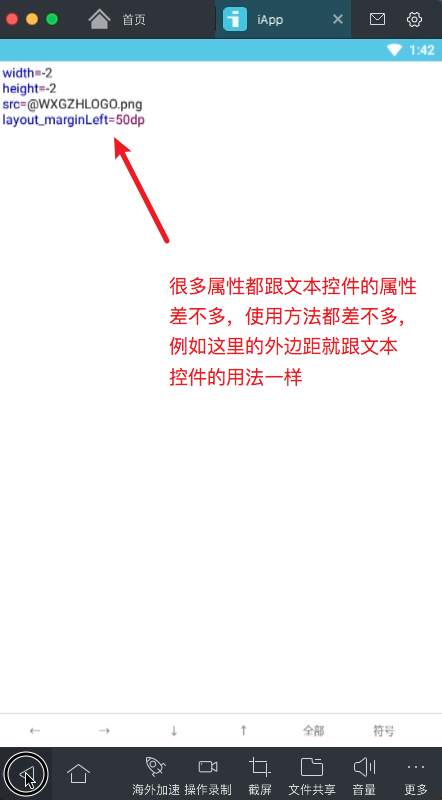 首页
iApp
1:42
width=-2
height=-2
src=@WXGZHLOGO.png
layout_marginLeft=50dp
很多属性都跟文本控件的属性
差不多，使用方法都差不多，
例如这里的外边距就跟文本
控件的用法一样
← → ↓ ↑ 全部 符号
海外加速 操作录制 截屏 文件共享 音量 更多